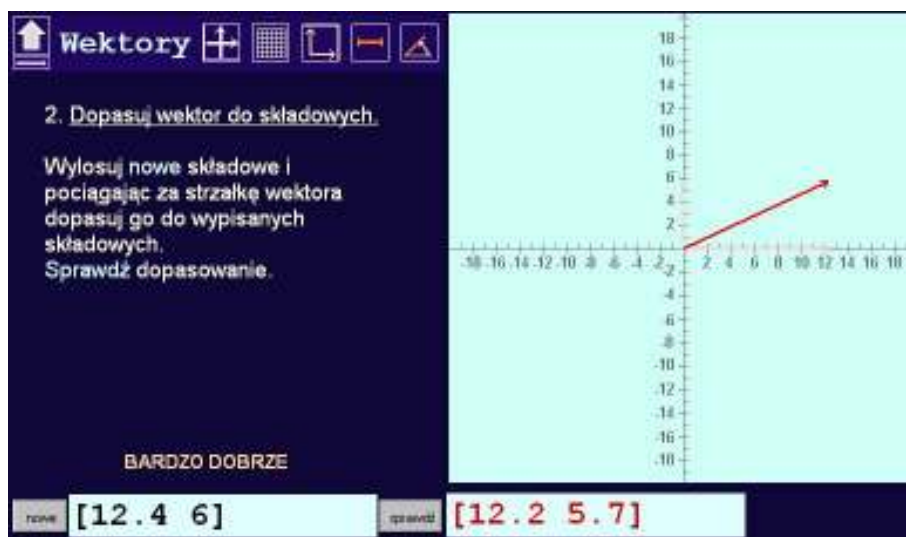 Wektory
2. Dopasuj wektor do składowych.
Wylosuj nowe składowe i
pociągając za strzałkę wektora
dopasuj go do wypisanych
składowych.
Sprawdź dopasowanie.
BARDZO DOBRZE
nowe [12.4 6] sprawdź [12.2 5.7]
18
16
14
12
10
8
6
4
2
-18 -16 -14 -12 -10 -8 -6 -4 -2 2 4 6 8 10 12 14 16 18
-2
-4
-6
-8
-10
-12
-14
-16
-18